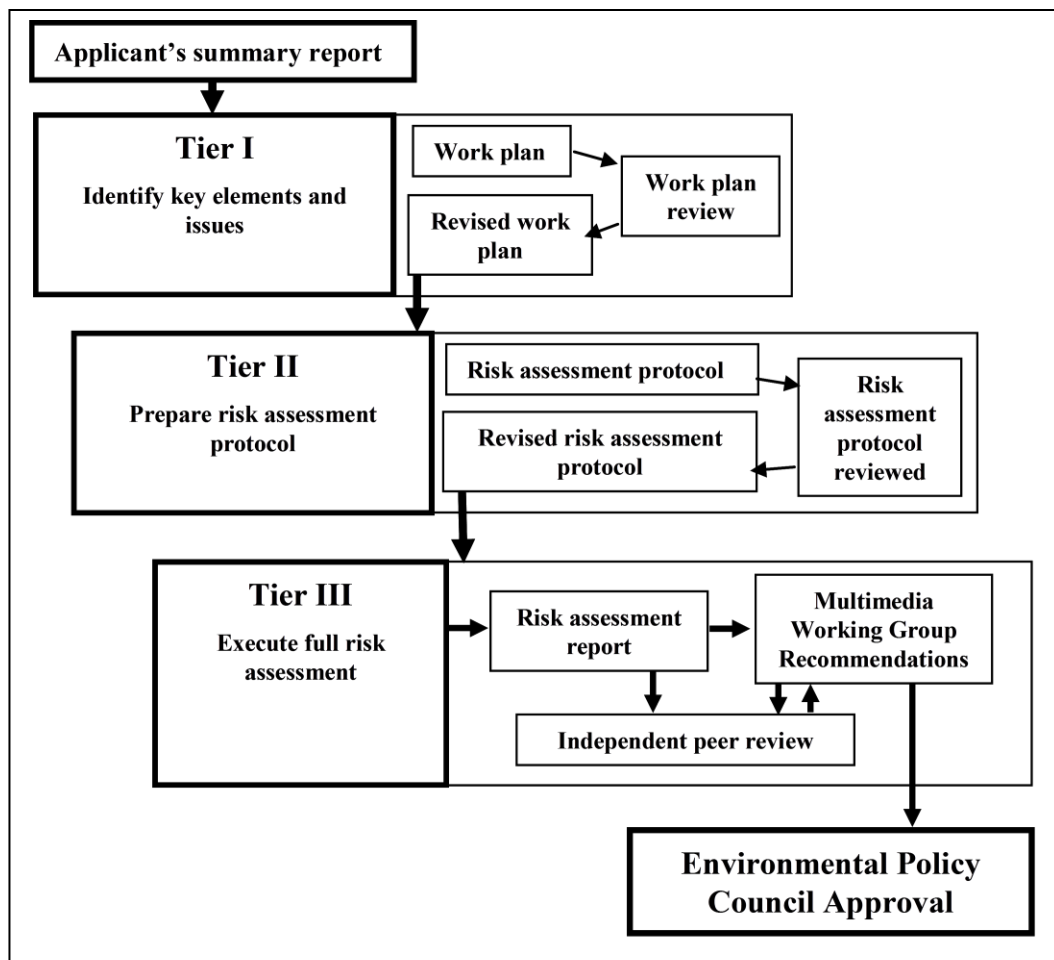 Applicant’s summary report
Tier I
Identify key elements and
issues
Work plan
Work plan
review
Revised work
plan
Tier II
Prepare risk assessment
protocol
Risk assessment protocol
Risk
assessment
protocol
reviewed
Revised risk assessment
protocol
Tier III
Execute full risk
assessment
Risk assessment
report
Multimedia
Working Group
Recommendations
Independent peer review
Environmental Policy
Council Approval